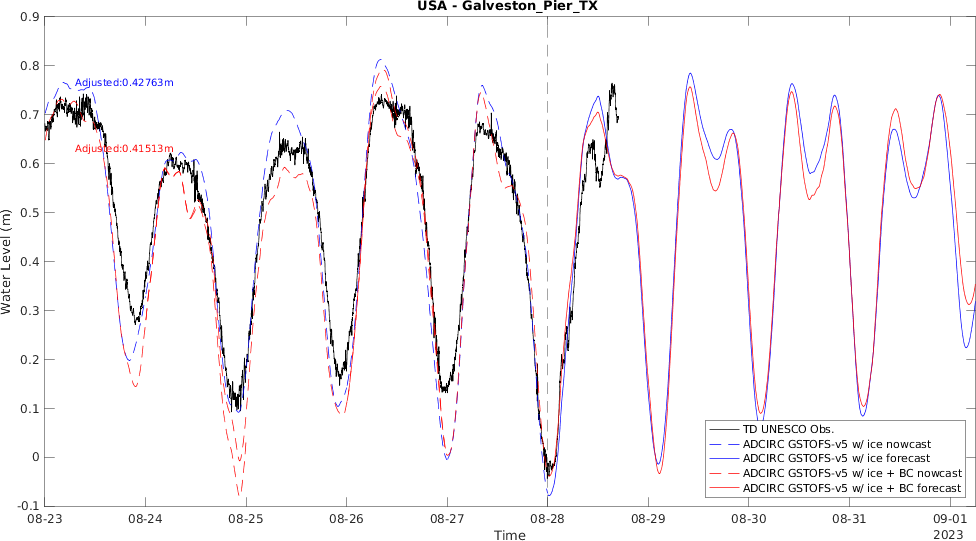 USA - Galveston_Pier_TX
0.9
0.8
0.7
0.6
0.5
0.4
0.3
0.2
0.1
0
-0.1
Water Level (m)
Adjusted:0.42763m
Adjusted:0.41513m
TD UNESCO Obs.
ADCIRC GSTOFS-v5 w/ ice nowcast
ADCIRC GSTOFS-v5 w/ ice forecast
ADCIRC GSTOFS-v5 w/ ice + BC nowcast
ADCIRC GSTOFS-v5 w/ ice + BC forecast
08-23 08-24 08-25 08-26 08-27 08-28 08-29 08-30 08-31 09-01
2023
Time